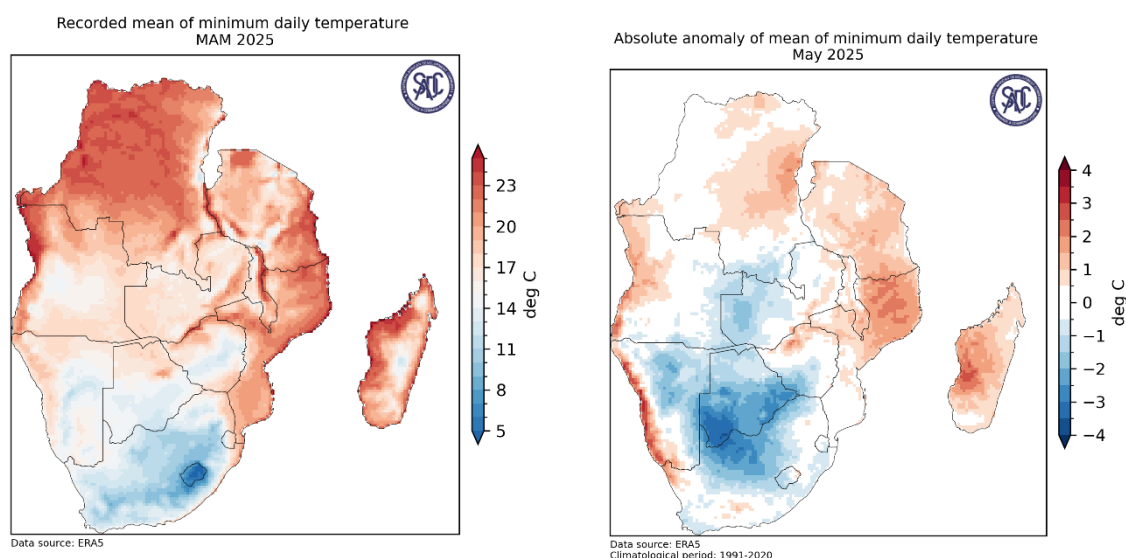 Recorded mean of minimum daily temperature
MAM 2025
23
20
17
14
11
8
5
deg C
Data source: ERA5
Absolute anomaly of mean of minimum daily temperature
May 2025
4
3
2
1
0
−1
−2
−3
−4
deg C
Data source: ERA5
Climatological period: 1991-2020